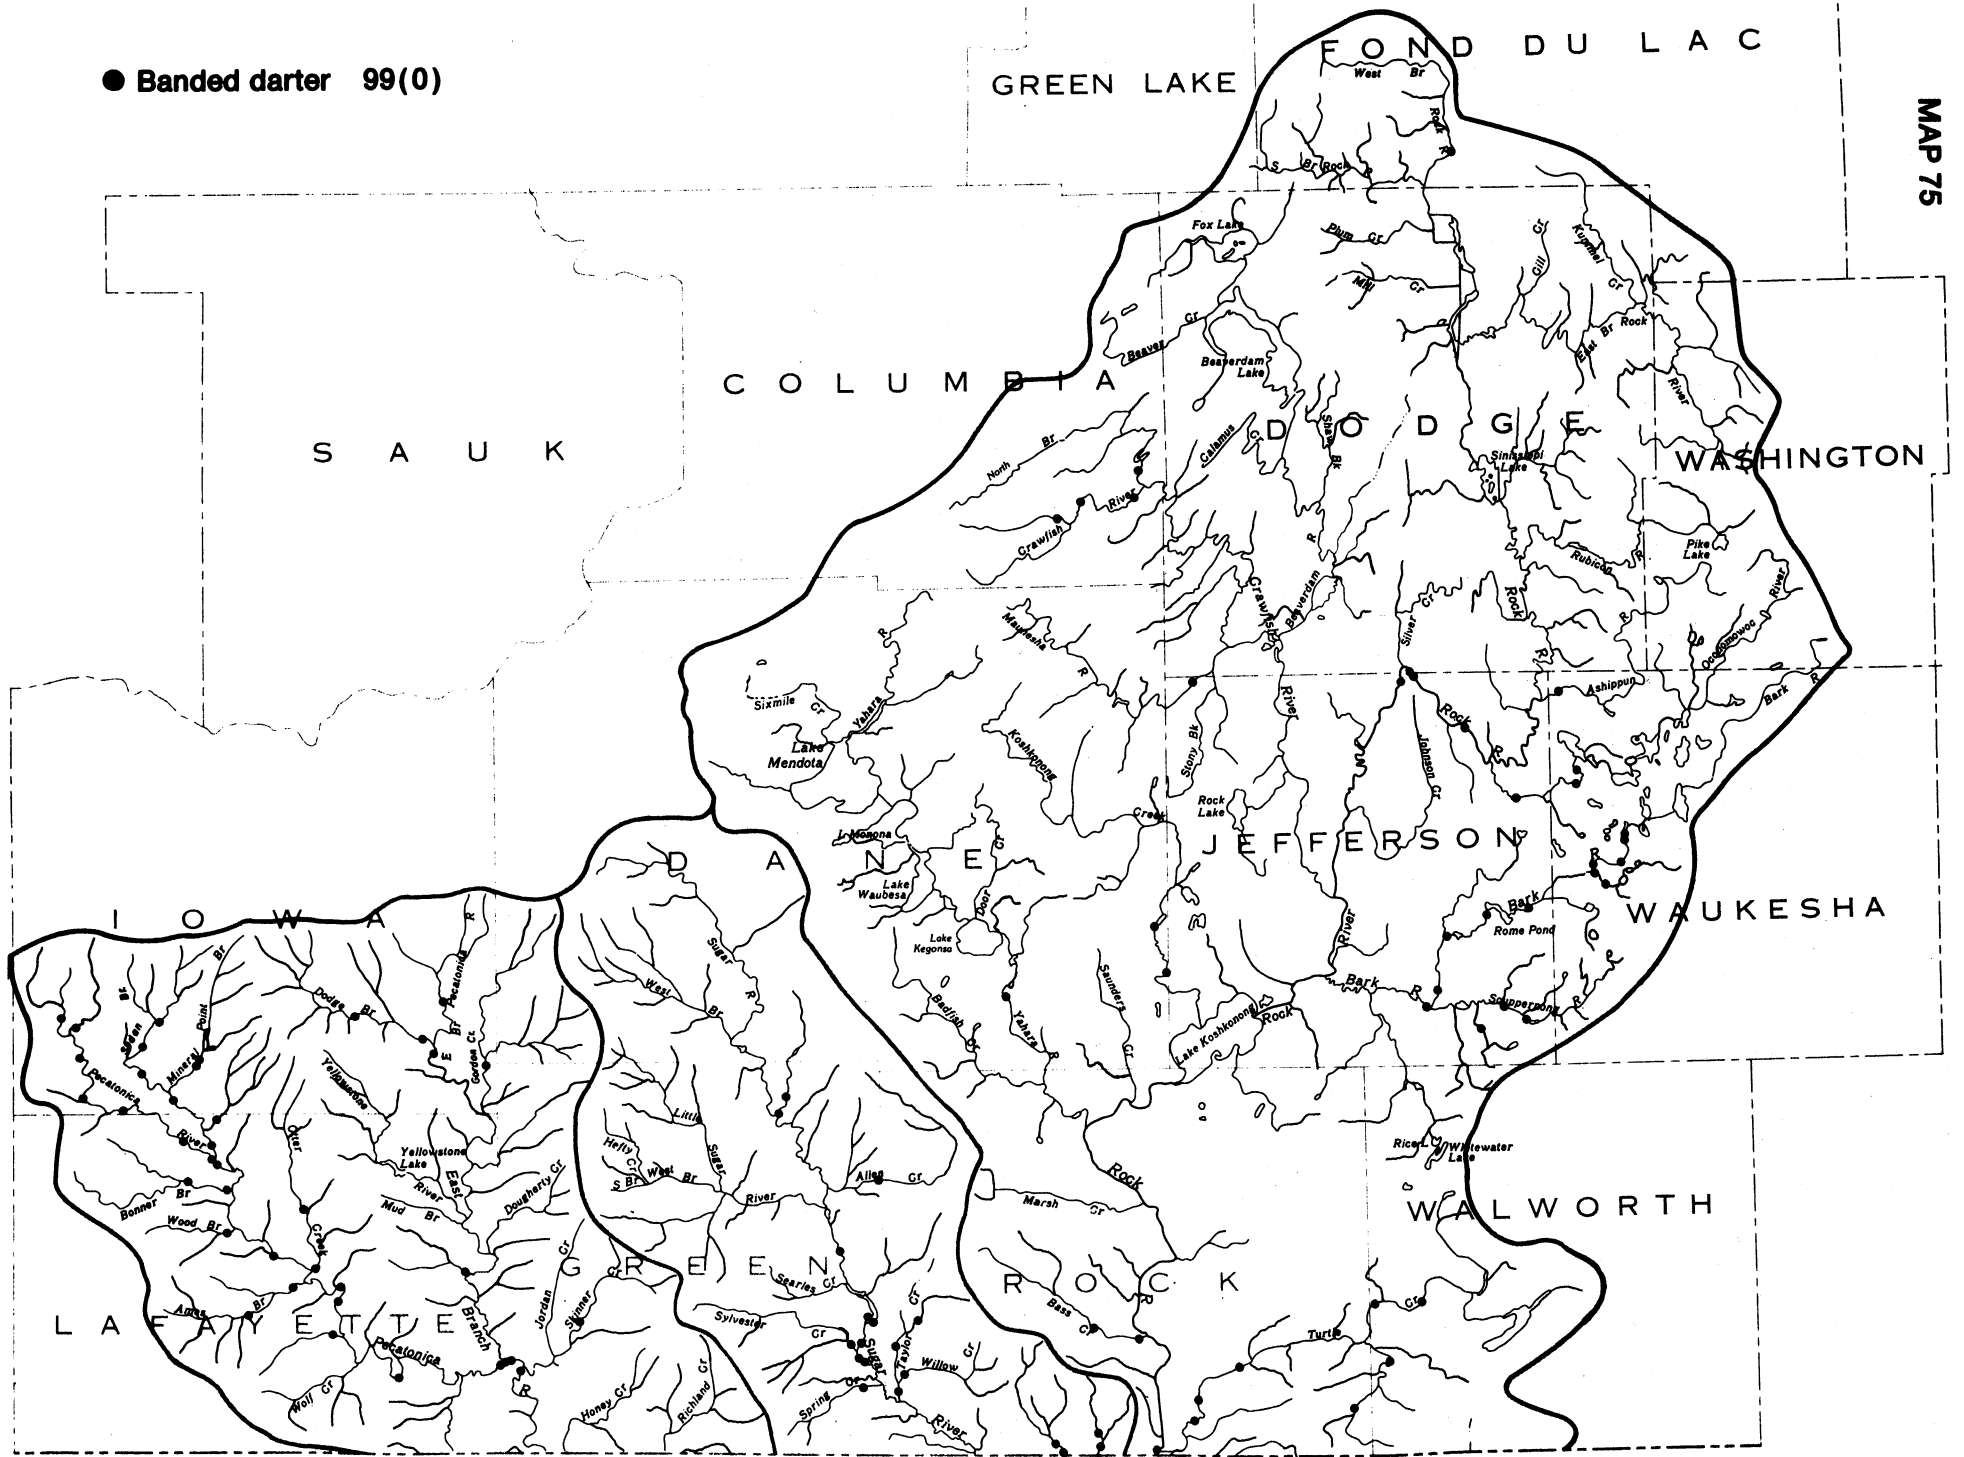 ● Banded darter 99(0)
MAP 75
FOND DU LAC
GREEN LAKE
West Br
Rock
R
S Br Rock R
Fox Lake
Plum Cr
Mill Cr
Gill Cr
Kummel Cr
East Br Rock
River
Beaver Cr
Beaverdam
Lake
COLUMBIA
SAUK
DODGE
WASHINGTON
North Br
Calamus Cr
Shaw Bk
Sinissippi
Lake
Crawfish River
Pike
Lake
Rubicon R
Rock
R
Crawfish
River
Beaverdam
R
Silver Cr
Maunesha
R
R
Oconomowoc
River
Ashippun
R
Bark R
Sixmile Cr
Yahara
R
Lake
Mendota
Koshkonong
Creek
Stony Bk
Johnson Cr
Rock
R
Rock
Lake
JEFFERSON
L Monona
DANE
Lake
Waubesa
Door
Cr
Lake
Kegonsa
IOWA
WAUKESHA
R
Bark
Rome Pond
River
Bark R
Scuppernong R
Sugar R
West Br
Badfish Cr
Yahara R
Saunders Cr
Lake Koshkonong
Rock
Pecatonica
R
Br
E
Gordon Cr
Dodge Br
Br
Point
Mineral
Br
Pecatonica
River
Yellowstone
Otter
Creek
Yellowstone
Lake
River
East
Mud Br
Dougherty Cr
Bonner Br
Wood Br
Little
Sugar
Hefty Cr
West Br
S Br
River
Allen Cr
Rice L
Whitewater
Lake
WALWORTH
Rock
Marsh Cr
GREEN
ROCK
R
Searles Cr
Sylvester Cr
Jordan Cr
Skinner Cr
Ames Br
LAFAYETTE
Branch
Pecatonica
R
Wolf Cr
Honey Cr
Richland Cr
Sugar
Taylor Cr
Willow Cr
Spring Cr
River
Bass Cr
Turtle Cr